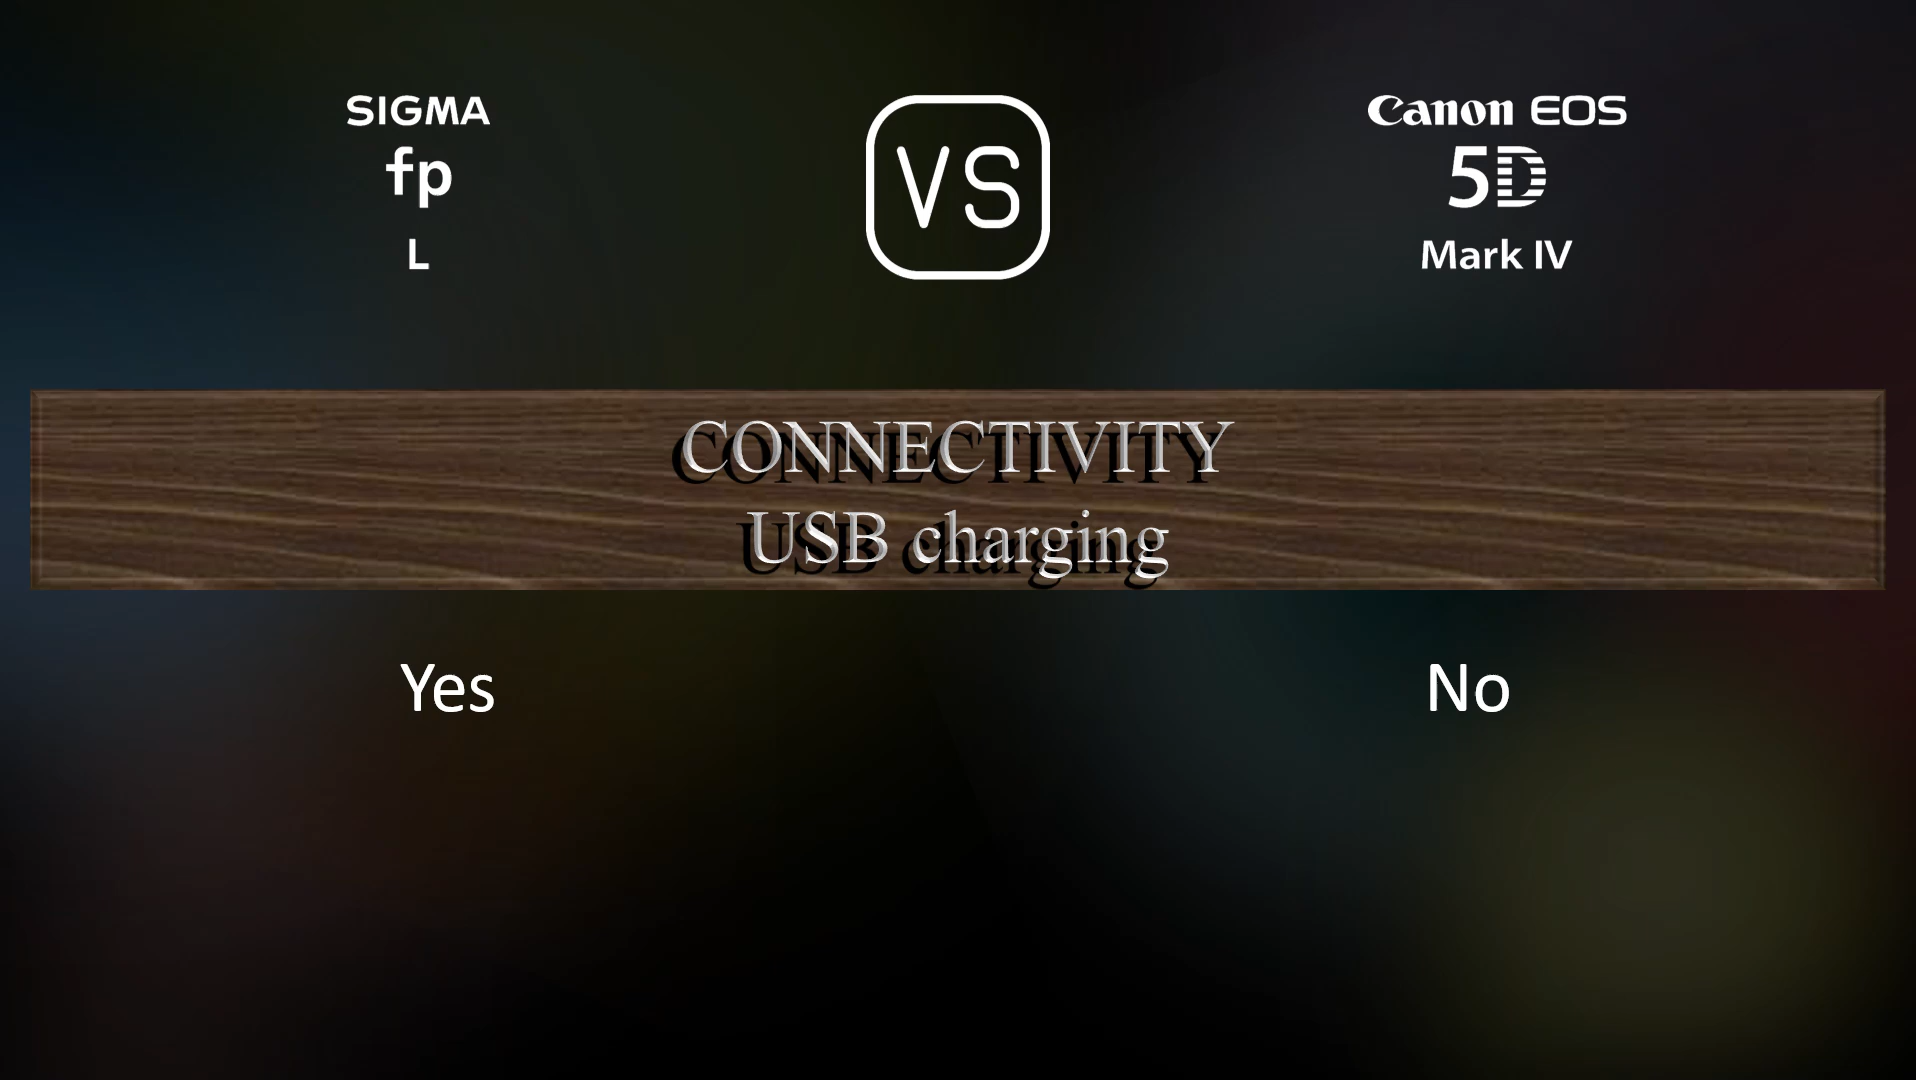 SIGMA
fp
L
VS
Canon EOS
5D
Mark IV
CONNECTIVITY
USB charging
Yes
No